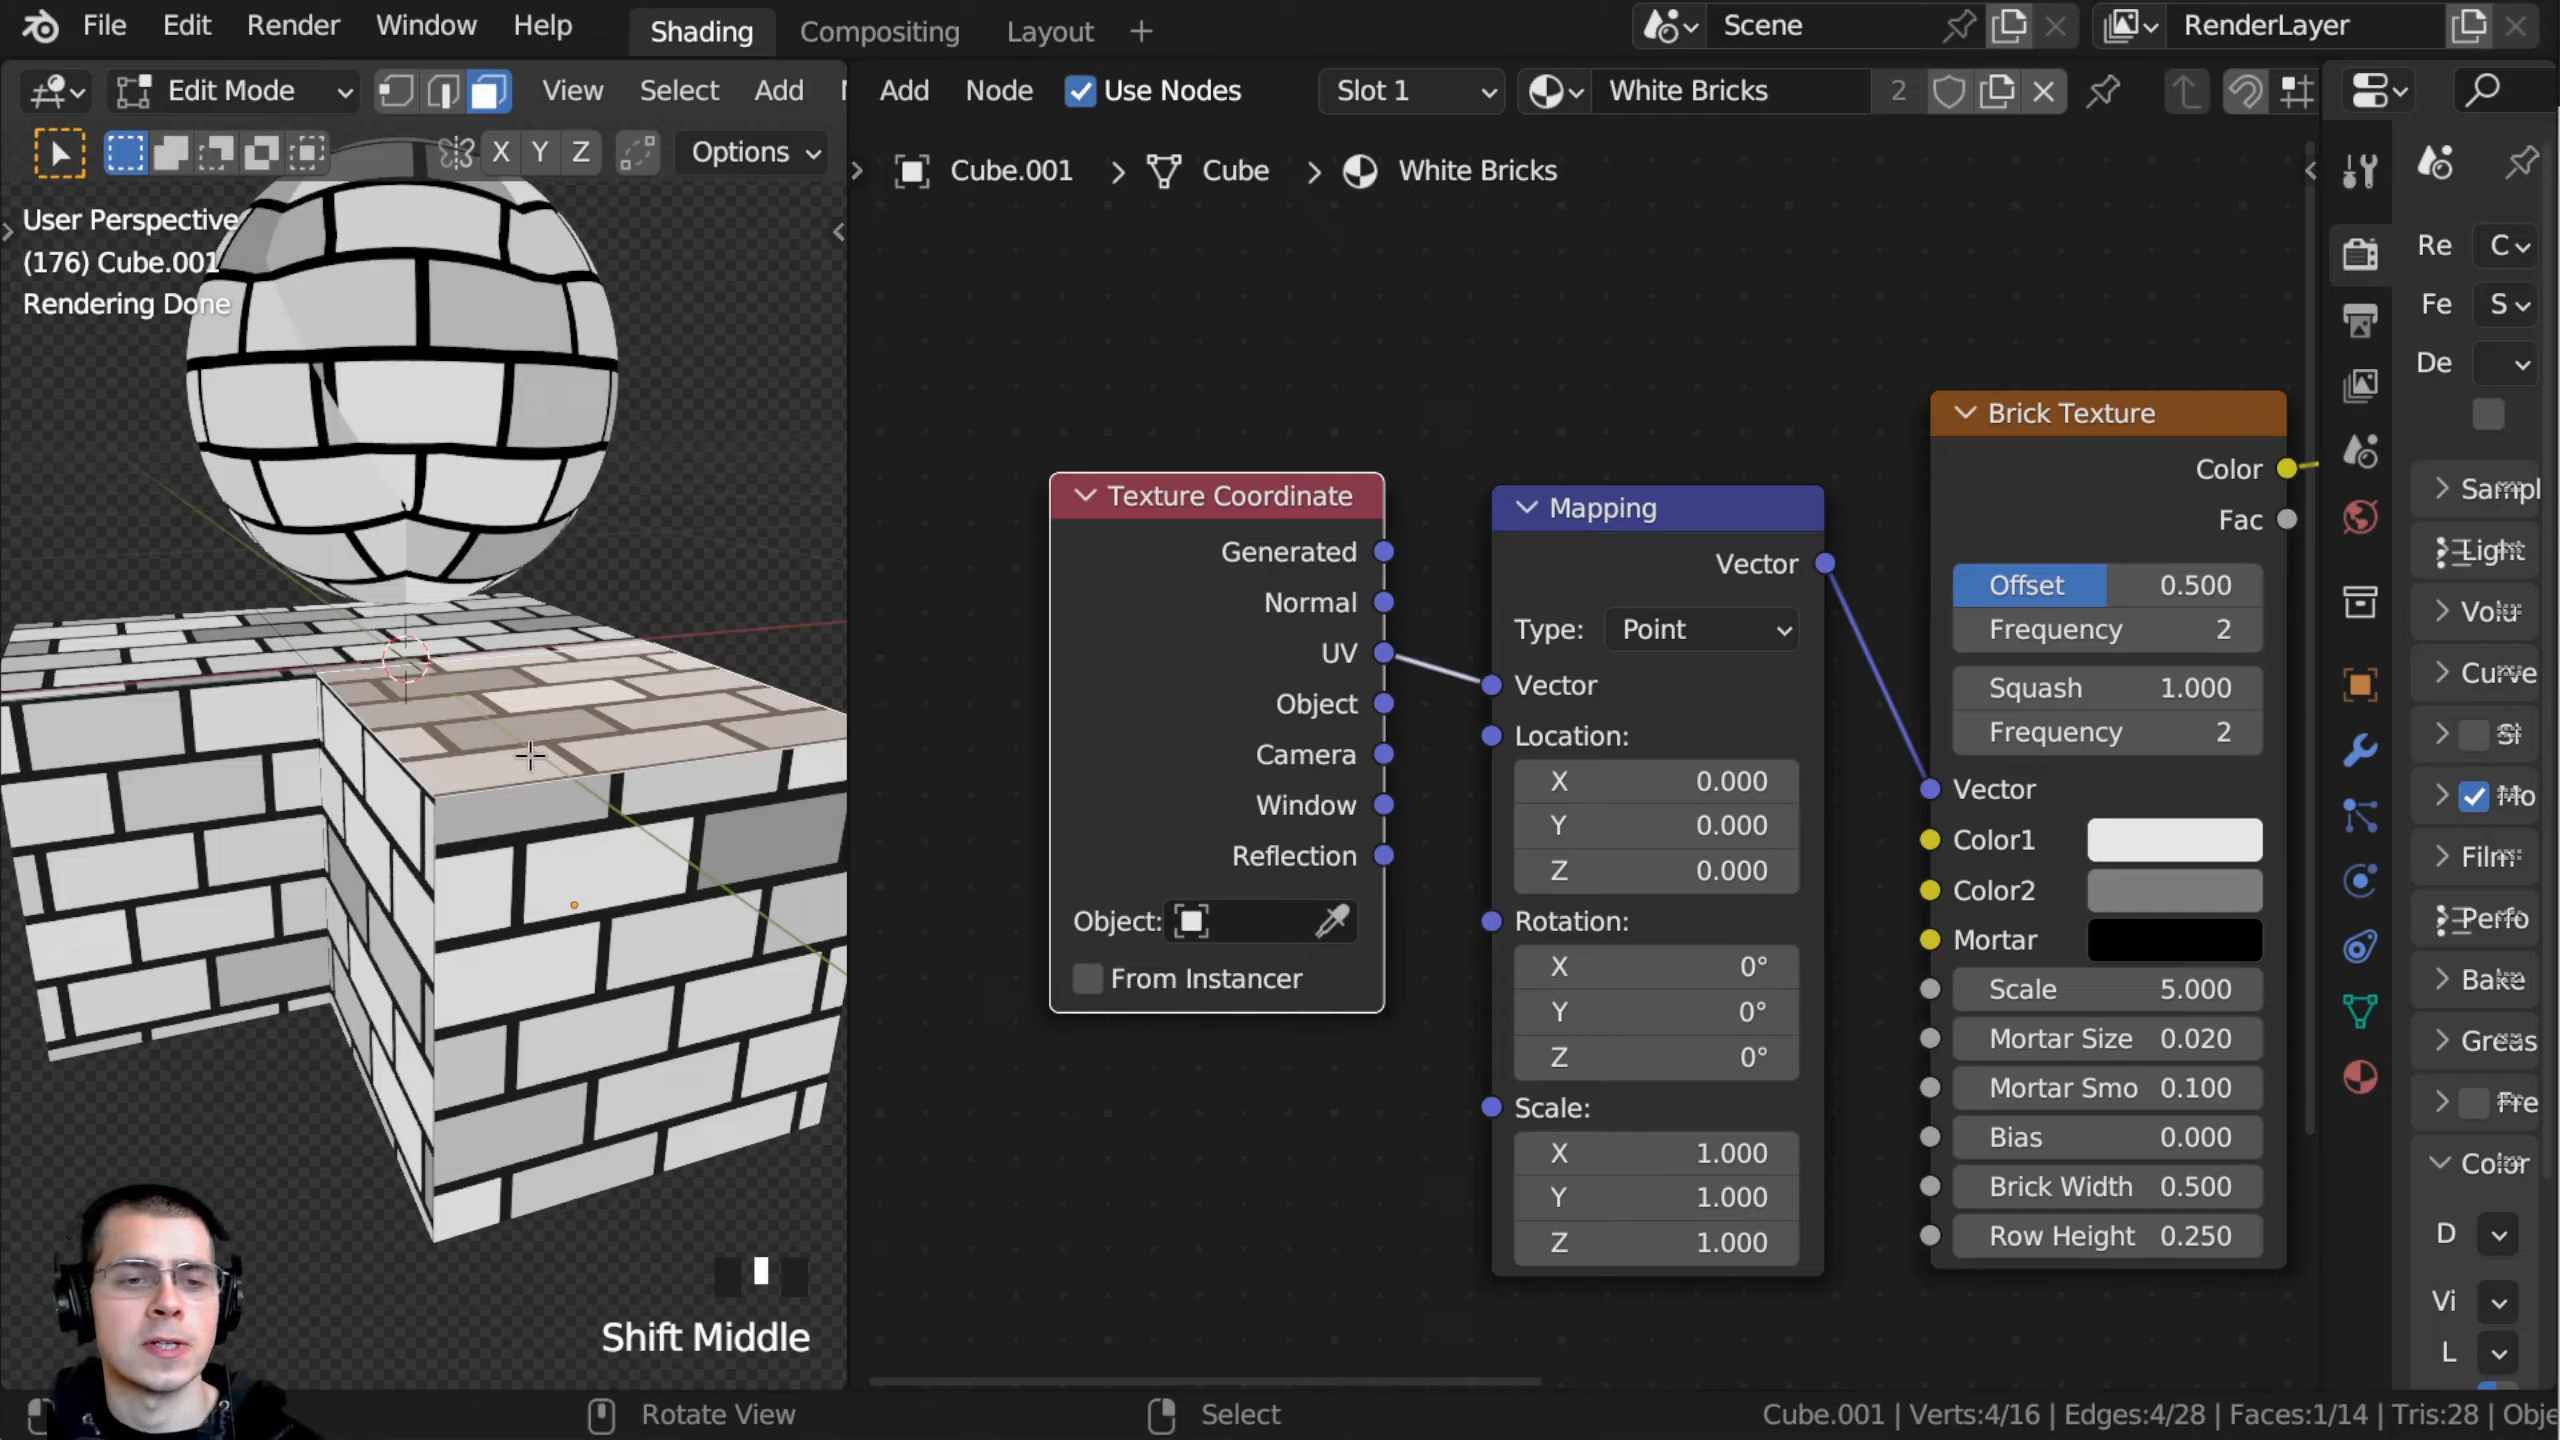 File Edit Render Window Help Shading Compositing Layout + Scene RenderLayer
Edit Mode View Select Add Add Node Use Nodes Slot 1 White Bricks 2
X Y Z Options
Cube.001 > Cube > White Bricks
User Perspective
(176) Cube.001
Rendering Done
Texture Coordinate
Generated
Normal
UV
Object
Camera
Window
Reflection
Object:
From Instancer
Mapping
Vector
Type: Point
Vector
Location:
X 0.000
Y 0.000
Z 0.000
Rotation:
X 0°
Y 0°
Z 0°
Scale:
X 1.000
Y 1.000
Z 1.000
Brick Texture
Color
Fac
Offset 0.500
Frequency 2
Squash 1.000
Frequency 2
Vector
Color1
Color2
Mortar
Scale 5.000
Mortar Size 0.020
Mortar Smo 0.100
Bias 0.000
Brick Width 0.500
Row Height 0.250
Re C
Fe S
De
Sampl
Light
Volu
Curve
Mo
Film
Perfo
Bake
Greas
Fre
Color
D
Vi
L
Shift Middle
Rotate View Select Cube.001 | Verts:4/16 | Edges:4/28 | Faces:1/14 | Tris:28 | Obje